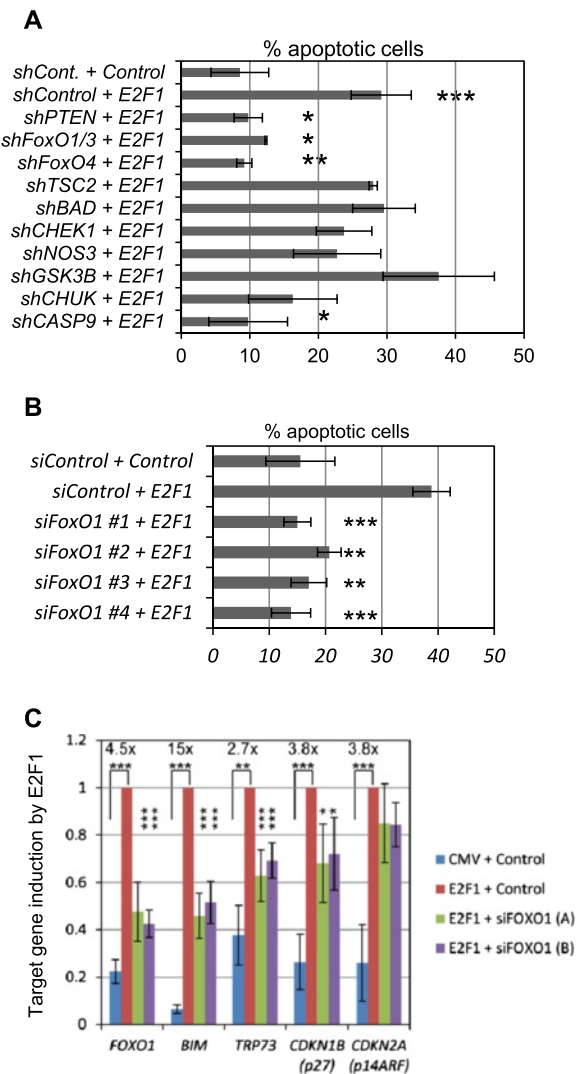 A
% apoptotic cells
shCont. + Control
shControl + E2F1 ***
shPTEN + E2F1 *
shFoxO1/3 + E2F1 *
shFoxO4 + E2F1 **
shTSC2 + E2F1
shBAD + E2F1
shCHEK1 + E2F1
shNOS3 + E2F1
shGSK3B + E2F1
shCHUK + E2F1
shCASP9 + E2F1 *
0 10 20 30 40 50
B
% apoptotic cells
siControl + Control
siControl + E2F1
siFoxO1 #1 + E2F1 ***
siFoxO1 #2 + E2F1 **
siFoxO1 #3 + E2F1 **
siFoxO1 #4 + E2F1 ***
0 10 20 30 40 50
C
Target gene induction by E2F1
1.2
1
0.8
0.6
0.4
0.2
0
4.5x 15x 2.7x 3.8x 3.8x
*** *** ** *** ***
*** *** *** *** *** *** * *
CMV + Control
E2F1 + Control
E2F1 + siFOXO1 (A)
E2F1 + siFOXO1 (B)
FOXO1 BIM TRP73 CDKN1B CDKN2A
(p27) (p14ARF)